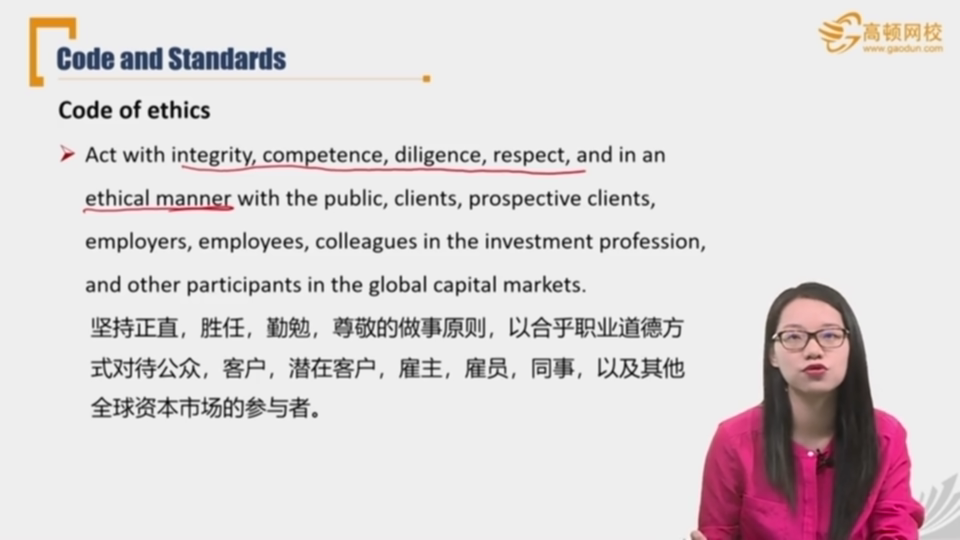 高顿网校
www.gaodun.com
Code and Standards
Code of ethics
Act with integrity, competence, diligence, respect, and in an
ethical manner with the public, clients, prospective clients,
employers, employees, colleagues in the investment profession,
and other participants in the global capital markets.
坚持正直，胜任，勤勉，尊敬的做事原则，以合乎职业道德方
式对待公众，客户，潜在客户，雇主，雇员，同事，以及其他
全球资本市场的参与者。